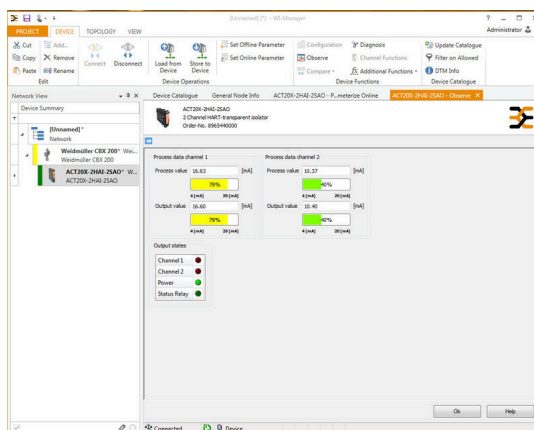 [Unnamed] (*) - WI-Manager
PROJECT DEVICE TOPOLOGY VIEW
Administrator
Cut
Copy
Paste
Add...
Remove
Rename
Edit
Connect
Disconnect
Load from Device
Store to Device
Set Offline Parameter
Set Online Parameter
Device Operations
Configuration
Observe
Compare
Diagnosis
Channel Functions
Additional Functions
Device Functions
Update Catalogue
Filter on Allowed
DTM Info
Device Catalogue
Network View
Device Summary
[Unnamed]*
Network
Weidmüller CBX 200* Wei...
Weidmüller CBX 200
ACT20X-2HAI-2SAO* W...
ACT20X-2HAI-2SAO
Device Catalogue General Node Info ACT20X-2HAI-2SAO - P...meterize Online ACT20X-2HAI-2SAO - Observe
ACT20X-2HAI-2SAO
2 Channel HART-transparent isolator
Order-No. 8965440000
Process data channel 1
Process value 16.63 [mA]
79%
4 [mA] 20 [mA]
Output value 16.60 [mA]
79%
4 [mA] 20 [mA]
Process data channel 2
Process value 10.37 [mA]
40%
4 [mA] 20 [mA]
Output value 10.40 [mA]
40%
4 [mA] 20 [mA]
Output states
Channel 1
Channel 2
Power
Status Relay
Ok Help
Connected Device